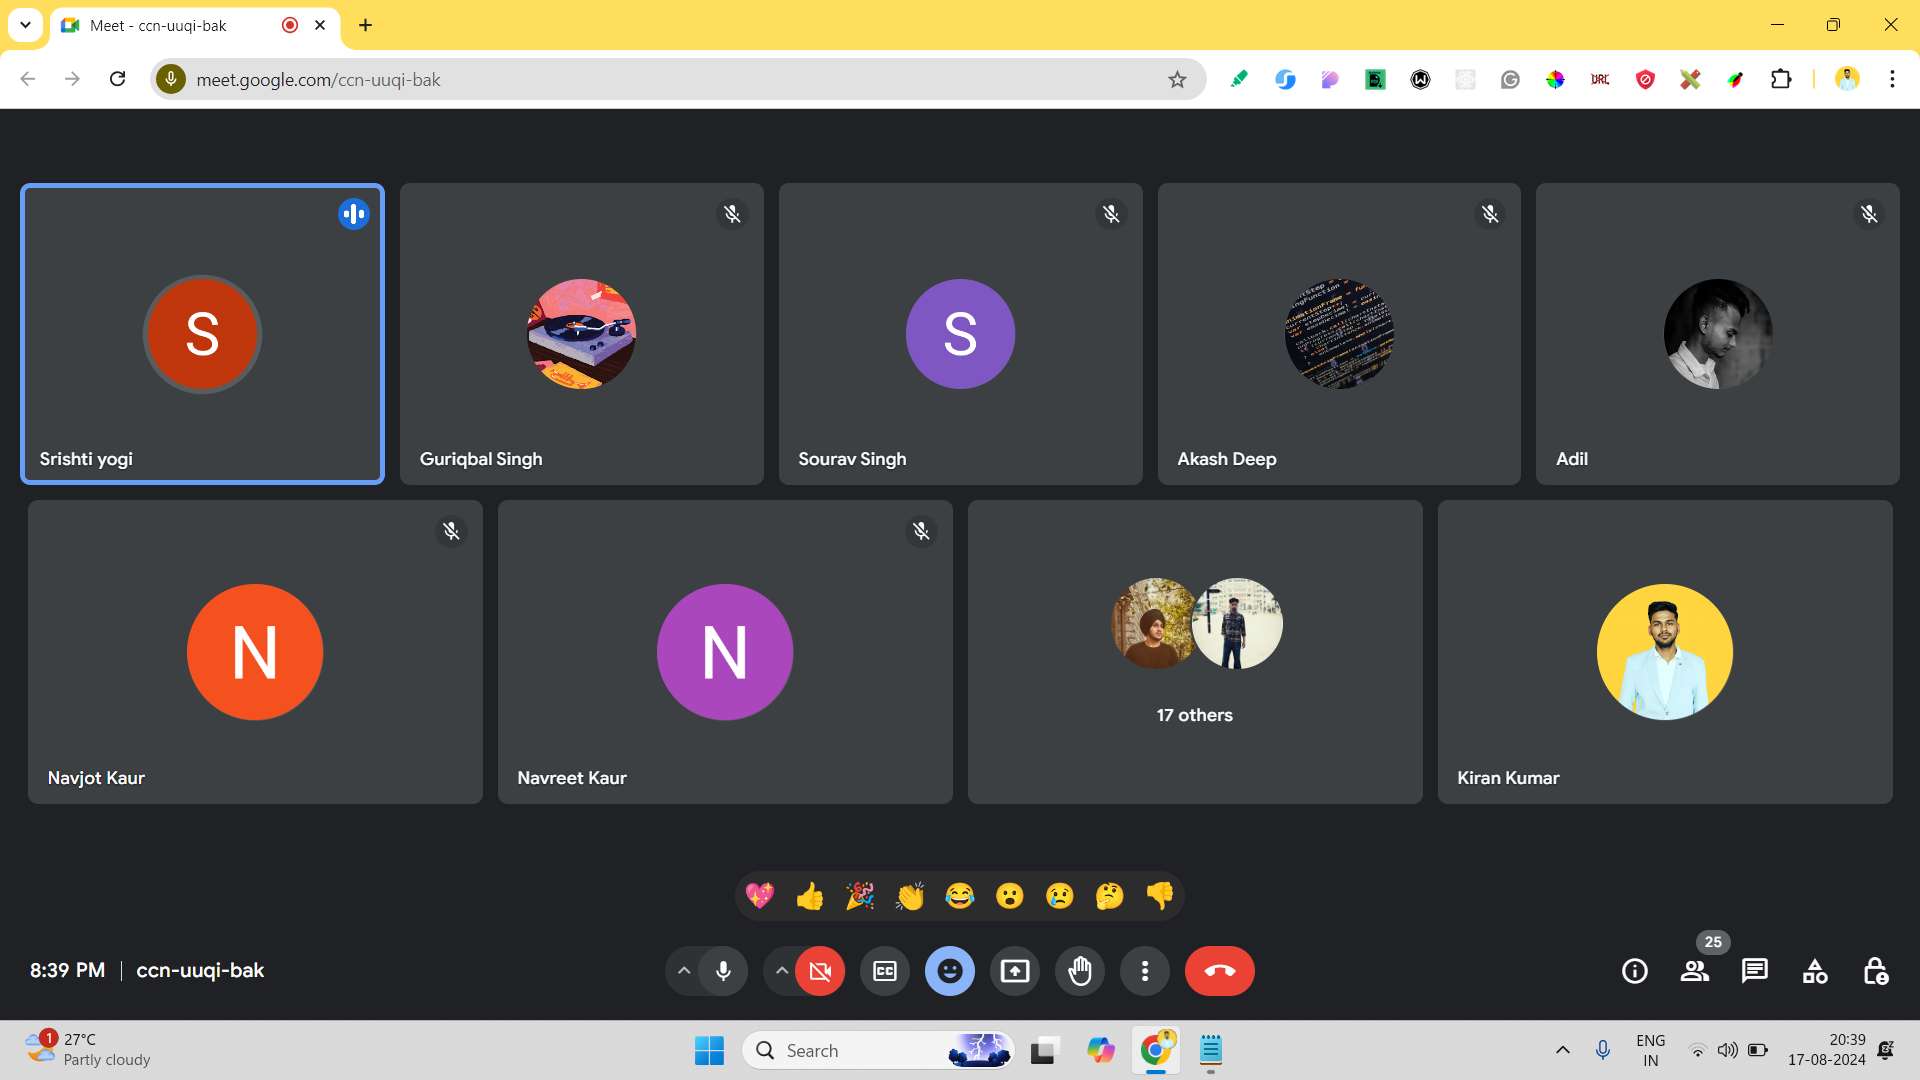 Meet - ccn-uuqi-bak
meet.google.com/ccn-uuqi-bak
URL
S
Srishti yogi
Guriqbal Singh
S
Sourav Singh
Akash Deep
Adil
N
Navjot Kaur
N
Navreet Kaur
17 others
Kiran Kumar
8:39 PM | ccn-uuqi-bak
CC
25
1
27°C
Partly cloudy
Search
ENG
IN
20:39
17-08-2024